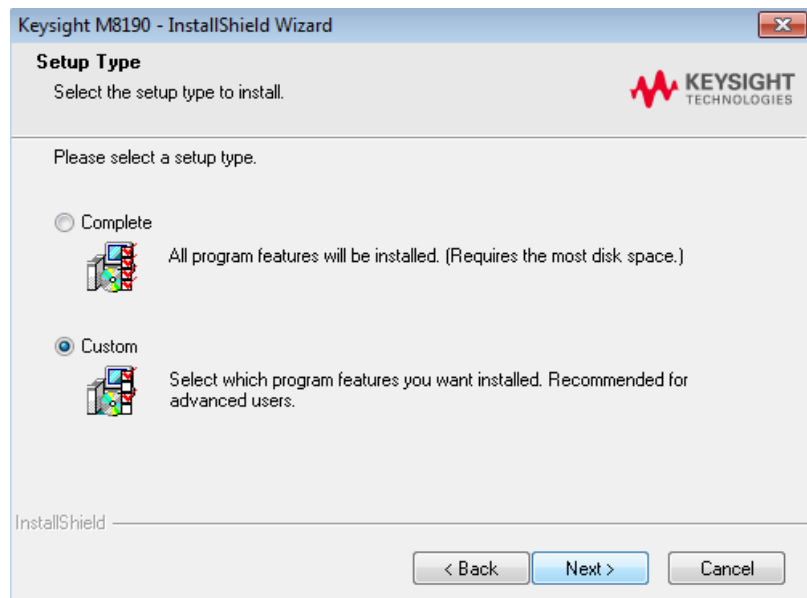 Keysight M8190 - InstallShield Wizard
Setup Type
Select the setup type to install.
KEYSIGHT
TECHNOLOGIES
Please select a setup type.
Complete
All program features will be installed. (Requires the most disk space.)
Custom
Select which program features you want installed. Recommended for
advanced users.
InstallShield
< Back
Next >
Cancel